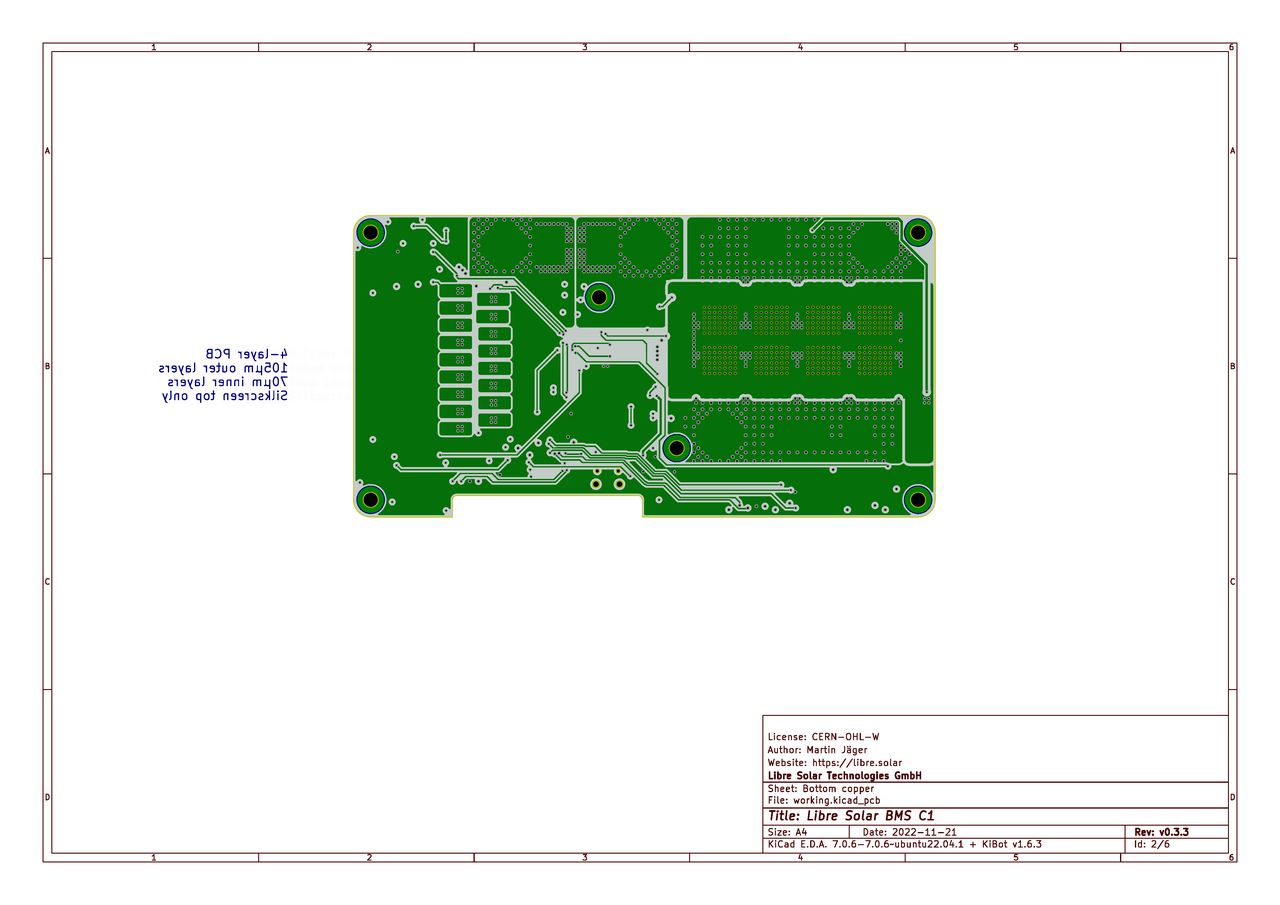 1 2 3 4 5 6
A A
4-layer PCB
105µm outer layers
B B
70µm inner layers
Silkscreen top only
C C
License: CERN-OHL-W
Author: Martin Jäger
Website: https://libre.solar
Libre Solar Technologies GmbH
Sheet: Bottom copper
D D
File: working.kicad_pcb
Title: Libre Solar BMS C1
Size: A4 Date: 2022-11-21 Rev: v0.3.3
KiCad E.D.A. 7.0.6-7.0.6~ubuntu22.04.1 + KiBot v1.6.3 Id: 2/6
1 2 3 4 5 6